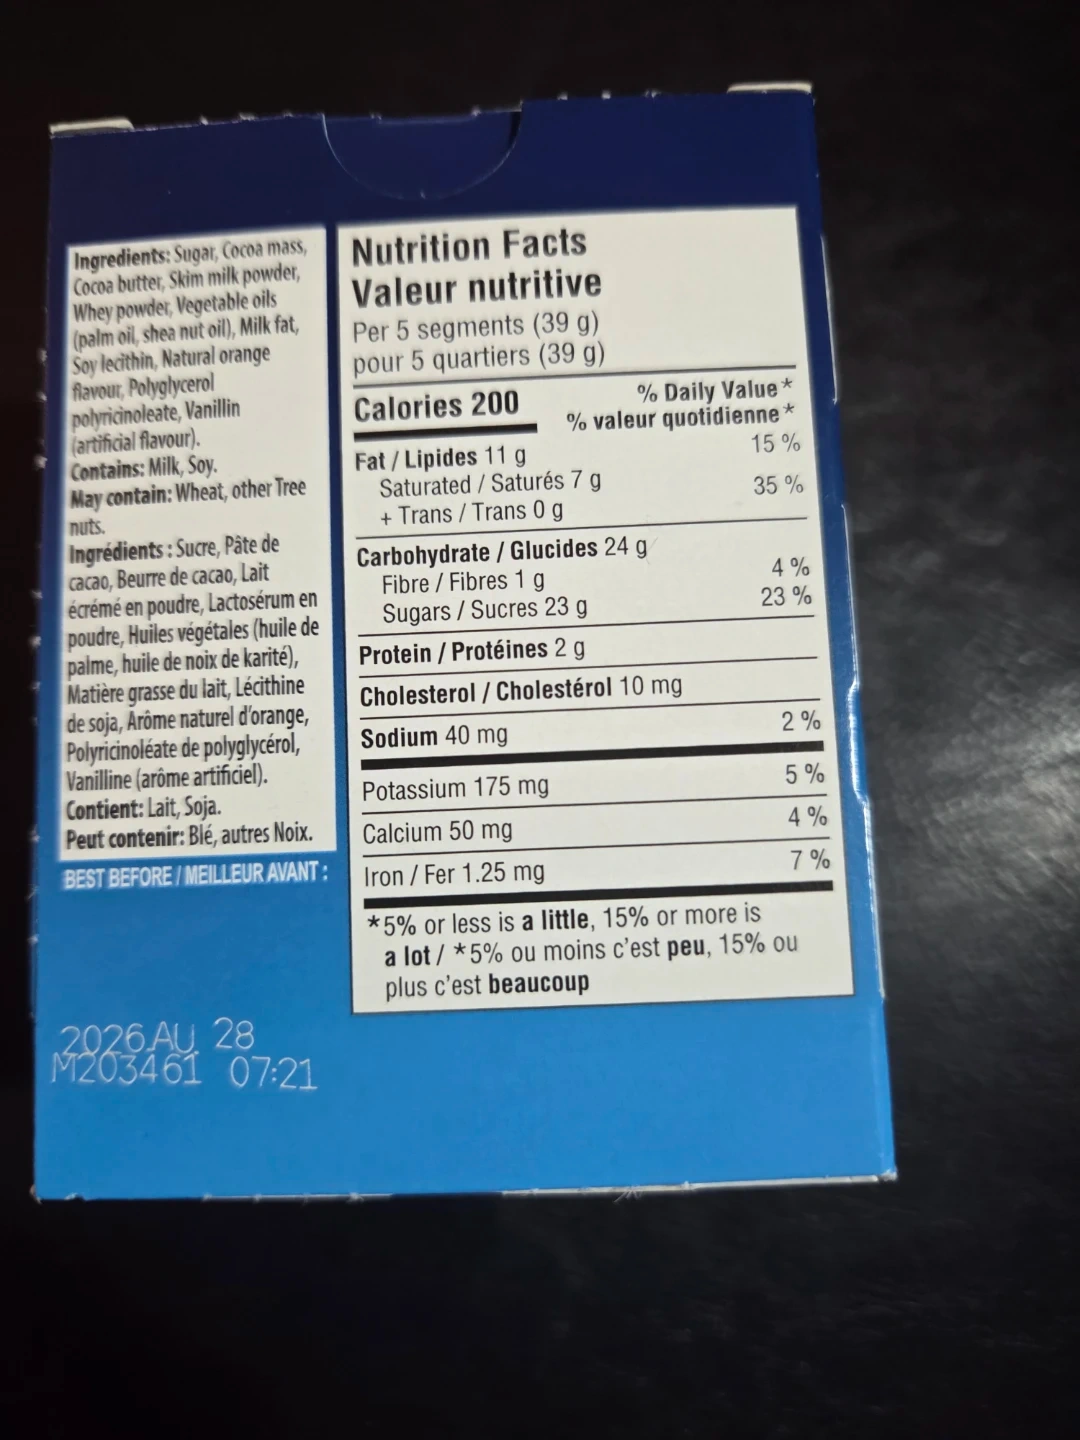 Ingredients: Sugar, Cocoa mass,
Cocoa butter, Skim milk powder,
Whey powder, Vegetable oils
(palm oil, shea nut oil), Milk fat,
Soy lecithin, Natural orange
flavour, Polyglycerol
polyricinoleate, Vanillin
(artificial flavour).
Contains: Milk, Soy.
May contain: Wheat, other Tree
nuts.
Ingrédients : Sucre, Pâte de
cacao, Beurre de cacao, Lait
écrémé en poudre, Lactosérum en
poudre, Huiles végétales (huile de
palme, huile de noix de karité),
Matière grasse du lait, Lécithine
de soja, Arôme naturel d'orange,
Polyricinoléate de polyglycérol,
Vanilline (arôme artificiel).
Contient: Lait, Soja.
Peut contenir: Blé, autres Noix.
BEST BEFORE / MEILLEUR AVANT :
2026 AU 28
M203461 07:21
Nutrition Facts
Valeur nutritive
Per 5 segments (39 g)
pour 5 quartiers (39 g)
Calories 200
% Daily Value*
% valeur quotidienne*
Fat / Lipides 11 g 15 %
Saturated / Saturés 7 g
+ Trans / Trans 0 g 35 %
Carbohydrate / Glucides 24 g
Fibre / Fibres 1 g 4 %
Sugars / Sucres 23 g 23 %
Protein / Protéines 2 g
Cholesterol / Cholestérol 10 mg
Sodium 40 mg 2 %
Potassium 175 mg 5 %
Calcium 50 mg 4 %
Iron / Fer 1.25 mg 7 %
*5% or less is a little, 15% or more is
a lot / *5% ou moins c'est peu, 15% ou
plus c'est beaucoup